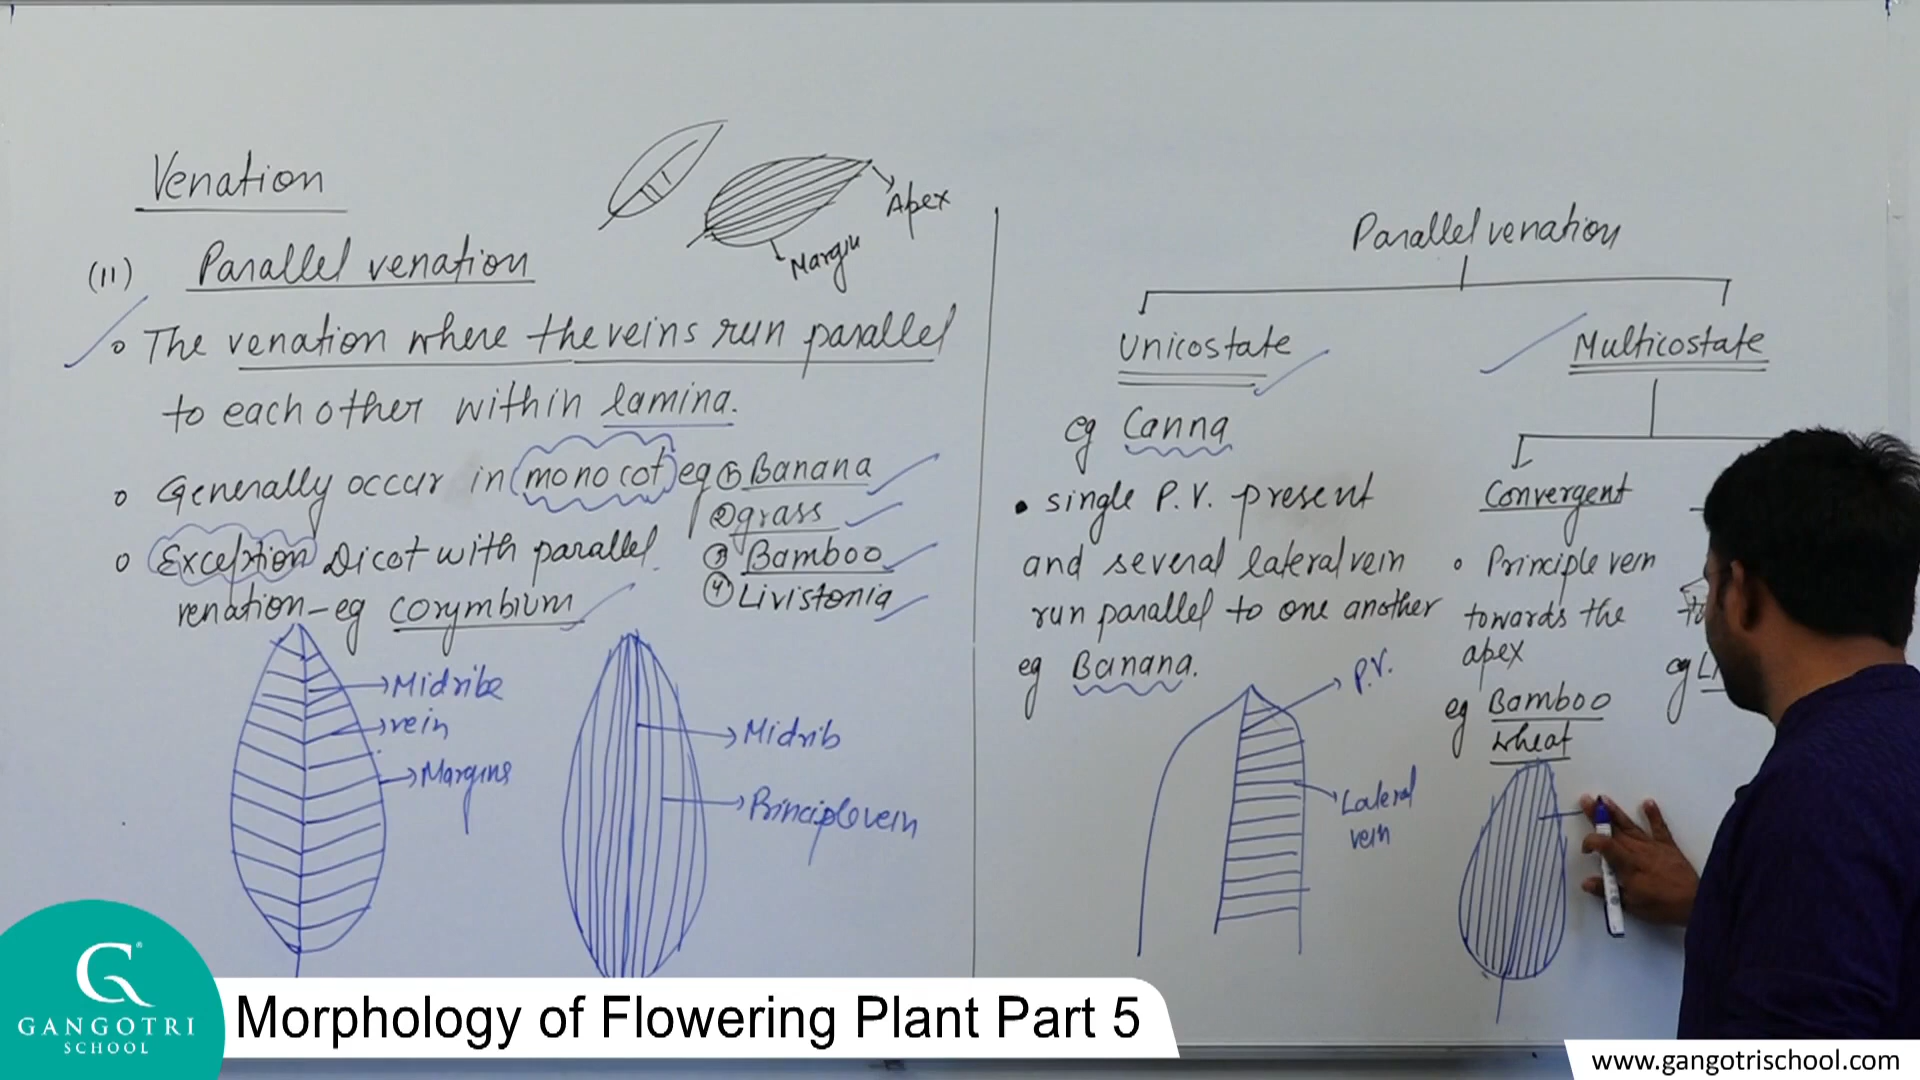 Venation
Apex
Margin
(11) Parallel venation
The venation where the veins run parallel
to each other within lamina.
Generally occur in monocot eg ① Banana
② grass
Exception Dicot with parallel
③ Bamboo
venation - eg corymbium
④ Livistonia
Midribe
vein
Margins
Midrib
Principle vein
Parallel venation
Unicostate
Multicostate
eg Canna
single P.V. present
and several lateral vein
run parallel to one another
eg Banana.
P.V.
Lateral
vein
Convergent
Principle vein
towards the
apex
eg Bamboo
wheat
to
eg Li
GANGOTRI
SCHOOL
Morphology of Flowering Plant Part 5
www.gangotrischool.com